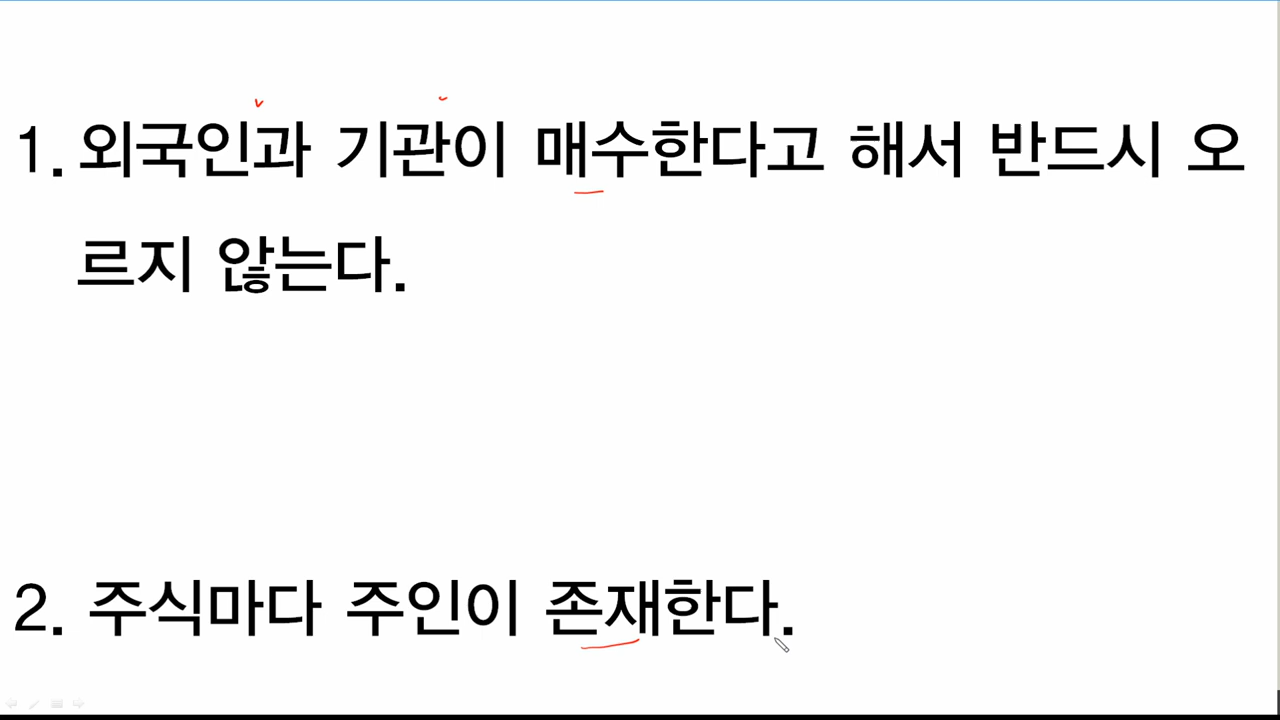 1. 외국인과 기관이 매수한다고 해서 반드시 오
르지 않는다.
2. 주식마다 주인이 존재한다.